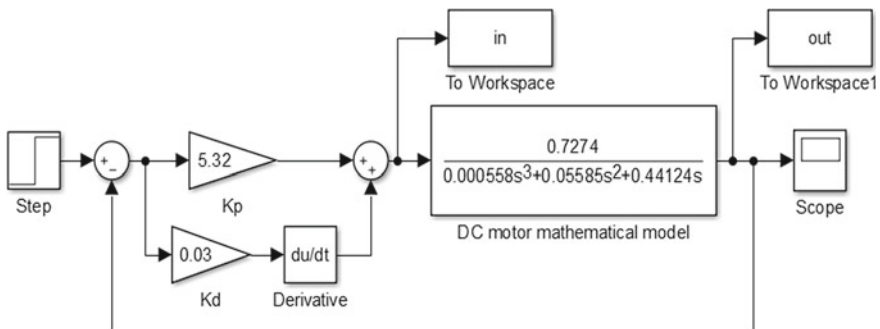 in
To Workspace
out
To Workspace1
+
−
Step
5.32
Kp
+
+
0.7274
0.000558s³+0.05585s²+0.44124s
DC motor mathematical model
Scope
0.03
Kd
du/dt
Derivative